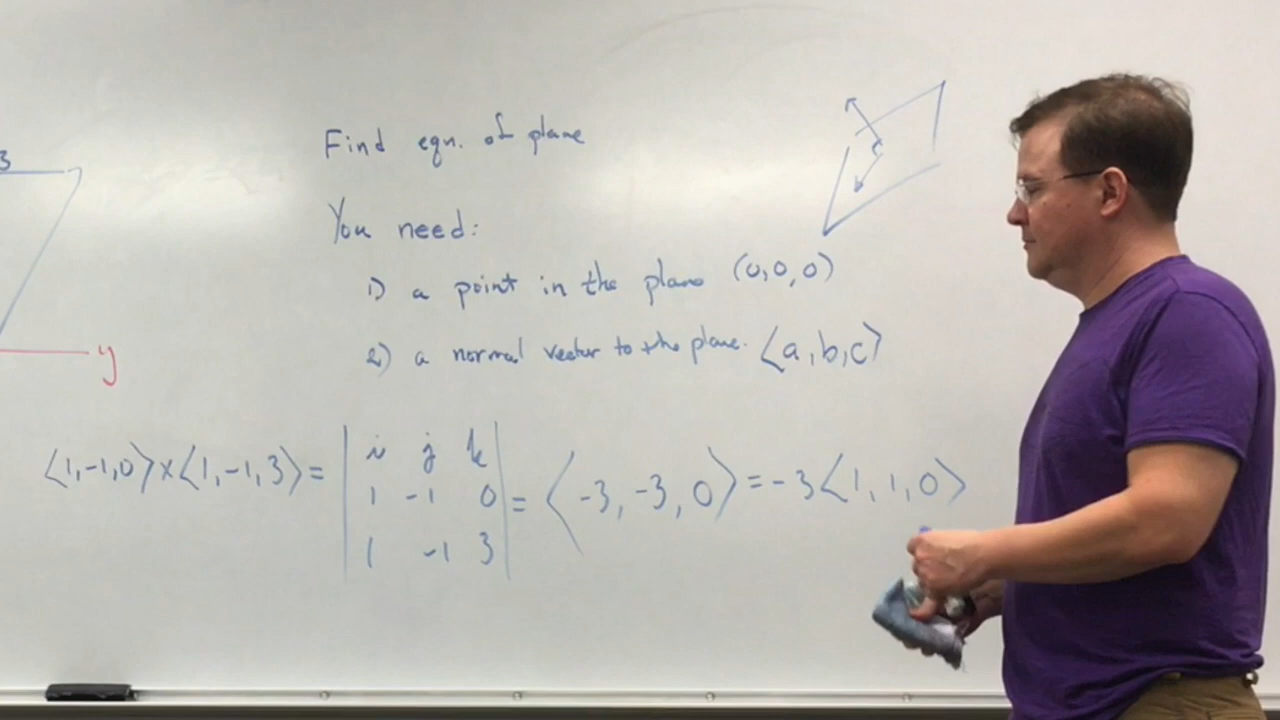 3
Find eqn. of plane
You need:
1) a point in the plane (0,0,0)
2) a normal vector to the plane. ⟨a,b,c⟩
y
⟨1,-1,0⟩×⟨1,-1,3⟩ = | i j k | = ⟨-3,-3,0⟩ = -3⟨1,1,0⟩
1 -1 0
1 -1 3